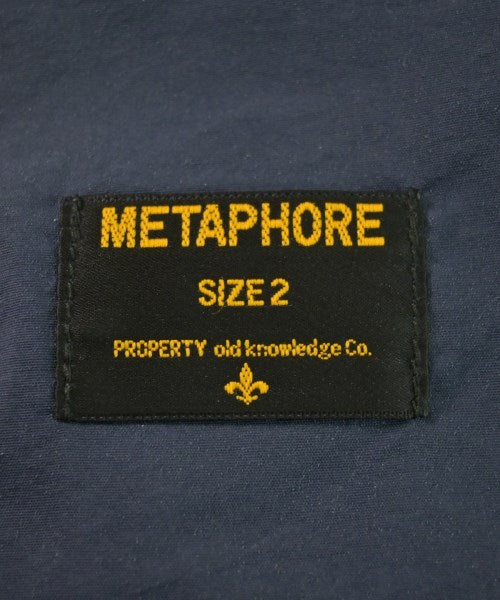 METAPHORE
SIZE 2
PROPERTY old knowledge Co.